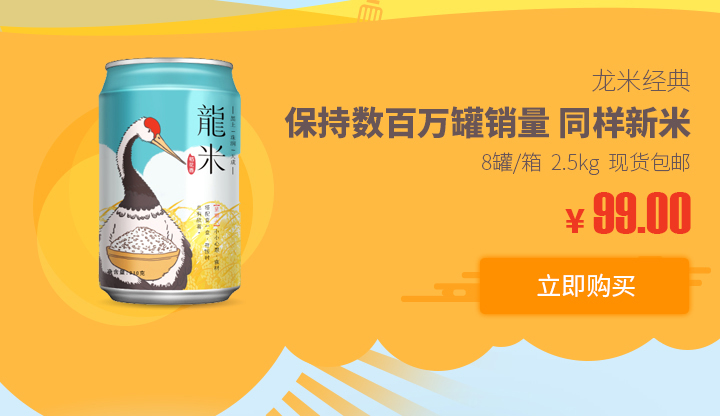 龙米经典
保持数百万罐销量 同样新米
8罐/箱 2.5kg 现货包邮
¥ 99.00
立即购买
龍米